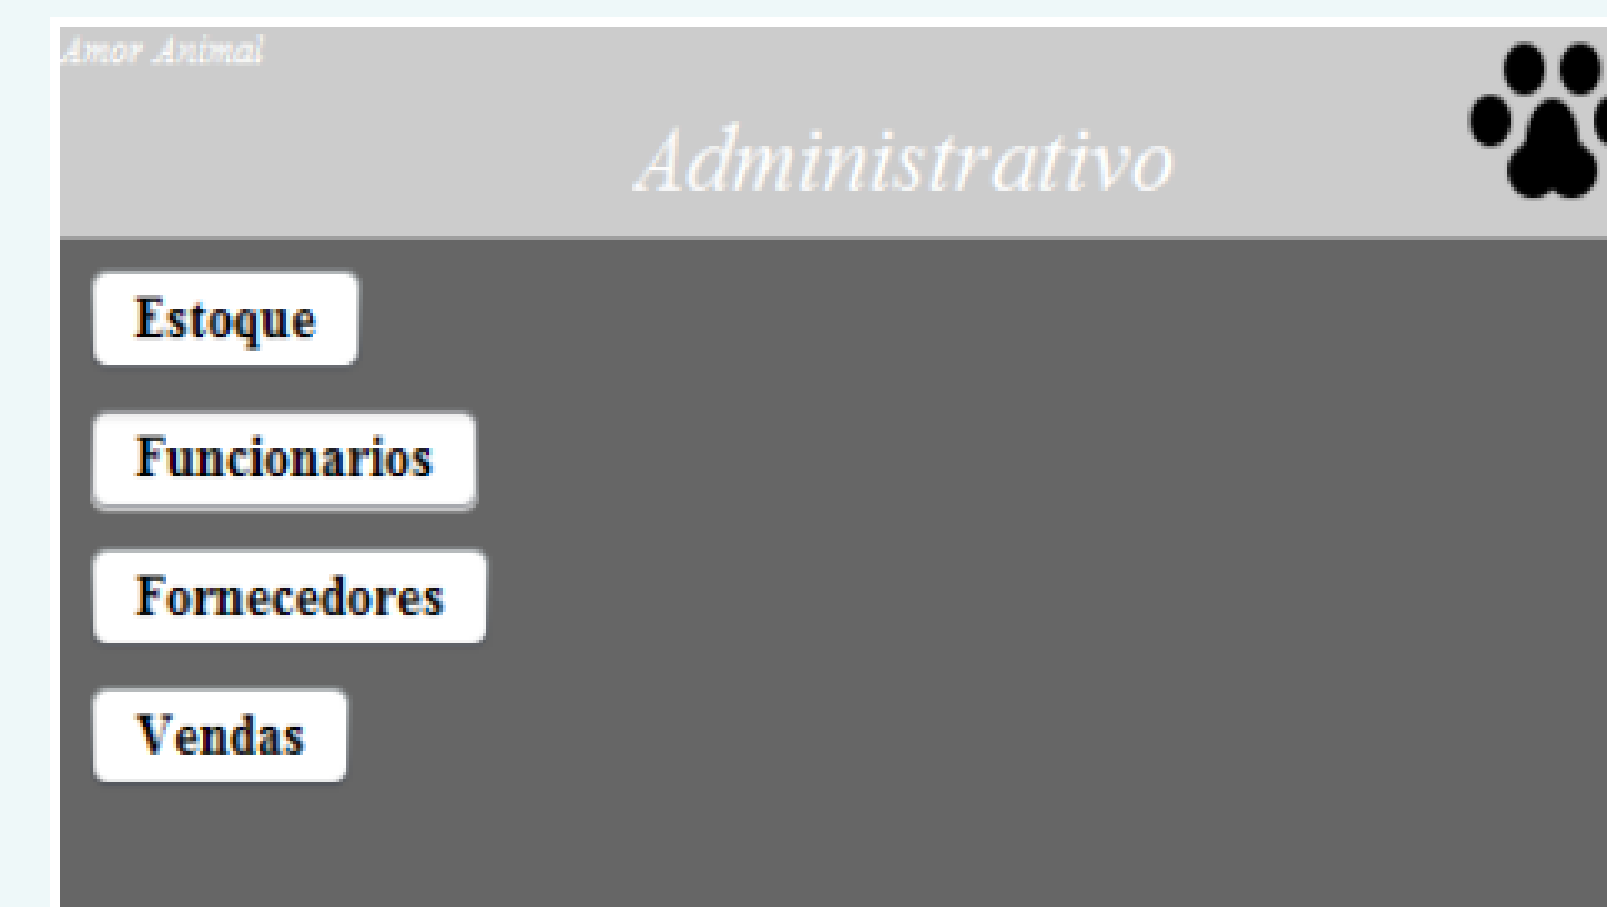 Amor Animal
Administrativo
Estoque
Funcionarios
Fornecedores
Vendas